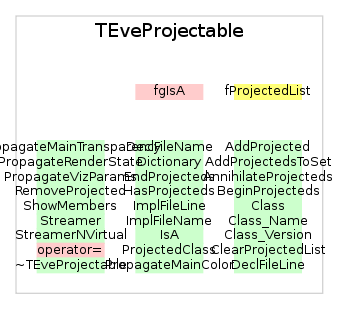 TEveProjectable
fgIsA fProjectedList
opagateMainTransparency DeclFileName AddProjected
PropagateRenderState Dictionary AddProjectedsToSet
PropagateVizParams EndProjecteds AnnihilateProjecteds
RemoveProjected HasProjecteds BeginProjecteds
ShowMembers ImplFileLine Class
Streamer ImplFileName Class_Name
StreamerNVirtual IsA Class_Version
operator= ProjectedClass ClearProjectedList
~TEveProjectable PropagateMainColor DeclFileLine